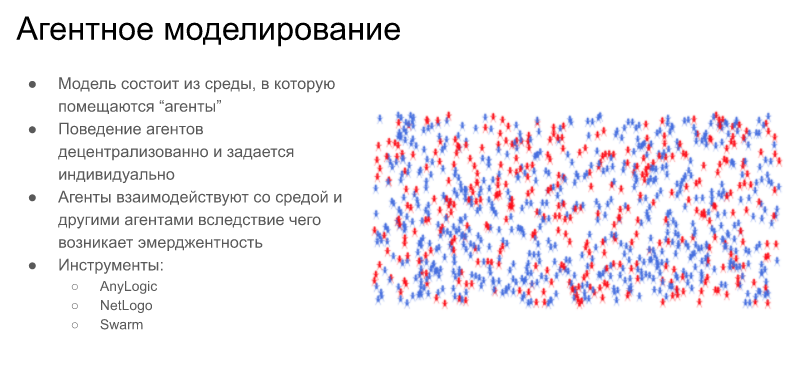 Агентное моделирование
● Модель состоит из среды, в которую
помещаются “агенты”
● Поведение агентов
децентрализованно и задается
индивидуально
● Агенты взаимодействуют со средой и
другими агентами вследствие чего
возникает эмерджентность
● Инструменты:
○ AnyLogic
○ NetLogo
○ Swarm